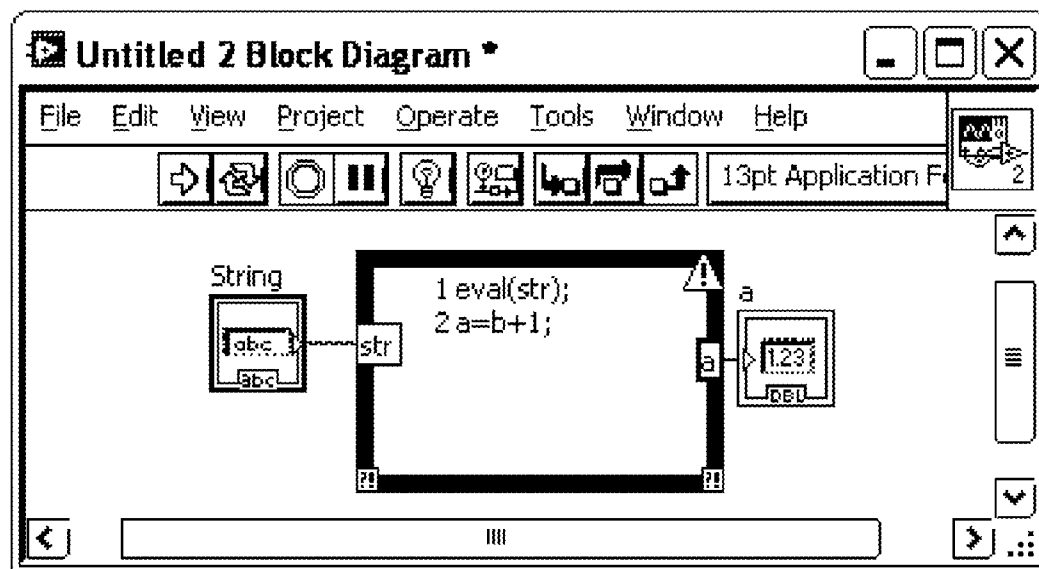 Untitled 2 Block Diagram *
File Edit View Project Operate Tools Window Help
13pt Application F
2
String
abc
abc
str
1 eval(str);
2 a=b+1;
a
a
1.23
DBL
?!
?!